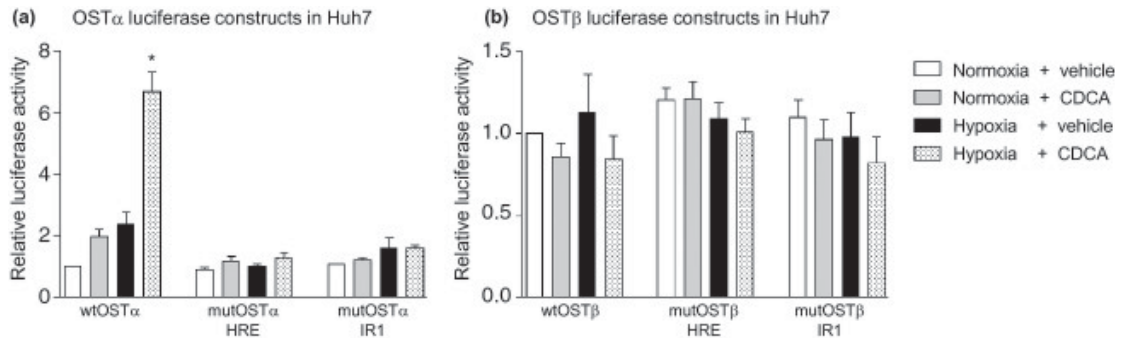 (a) OSTα luciferase constructs in Huh7
Relative luciferase activity
8
6
4
2
0
*
wtOSTα
mutOSTα
HRE
mutOSTα
IR1
(b) OSTβ luciferase constructs in Huh7
Relative luciferase activity
1.5
1.0
0.5
0.0
wtOSTβ
mutOSTβ
HRE
mutOSTβ
IR1
Normoxia + vehicle
Normoxia + CDCA
Hypoxia + vehicle
Hypoxia + CDCA